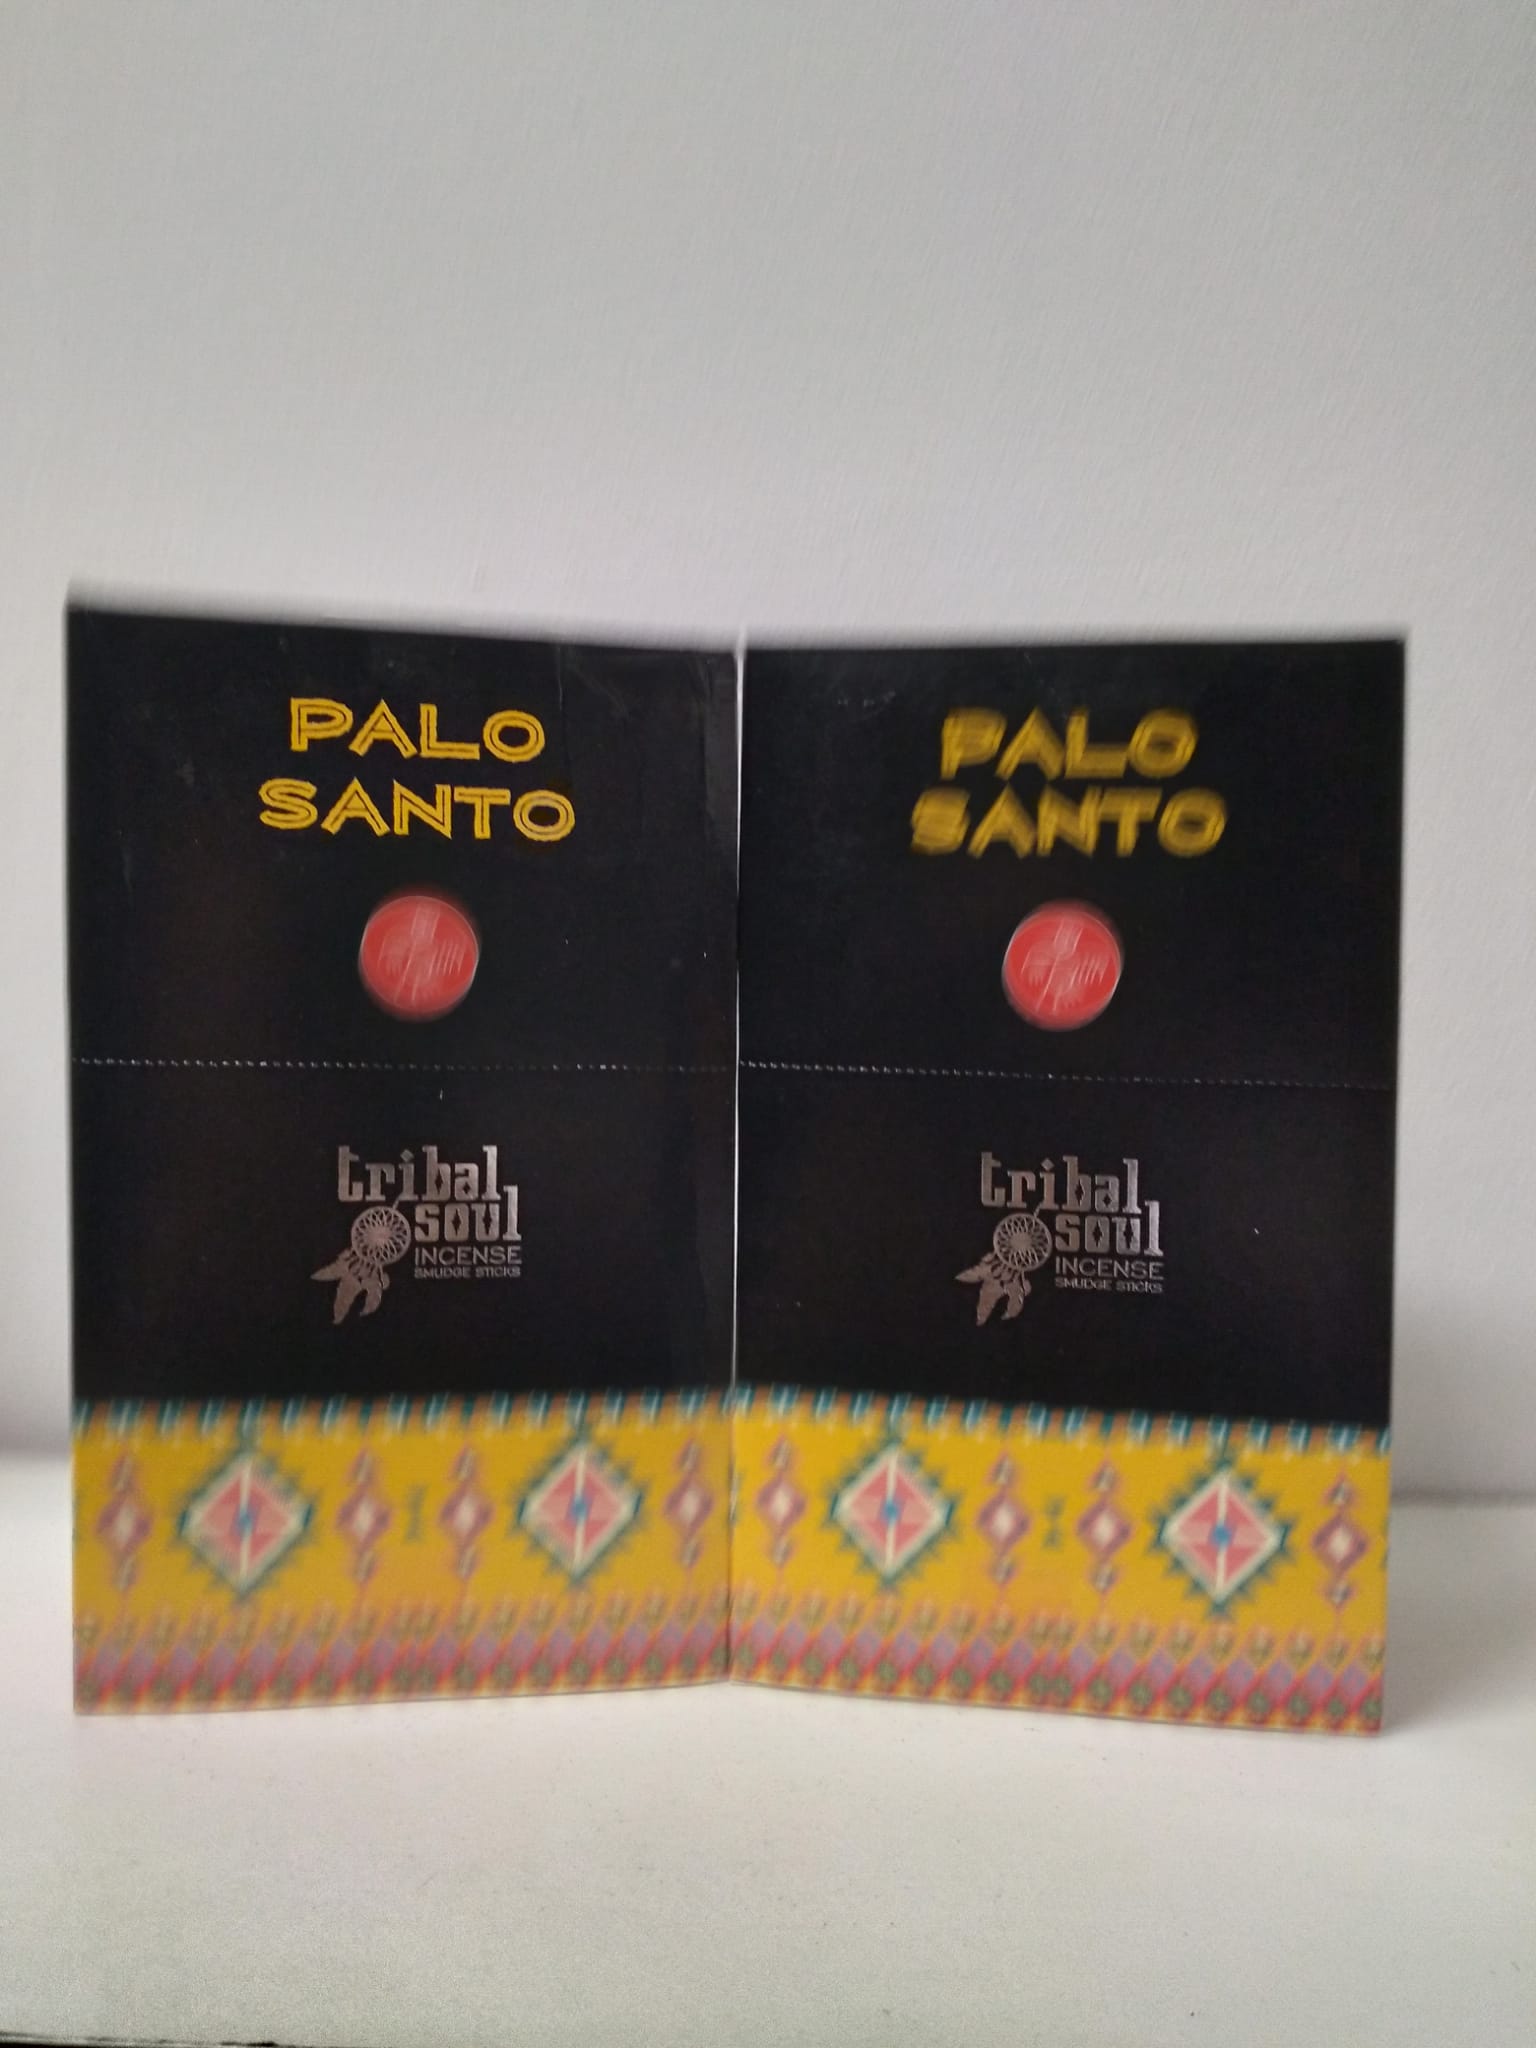 PALO
SANTO
tribal
soul
INCENSE
SMUDGE STICKS
PALO
SANTO
tribal
soul
INCENSE
SMUDGE STICKS